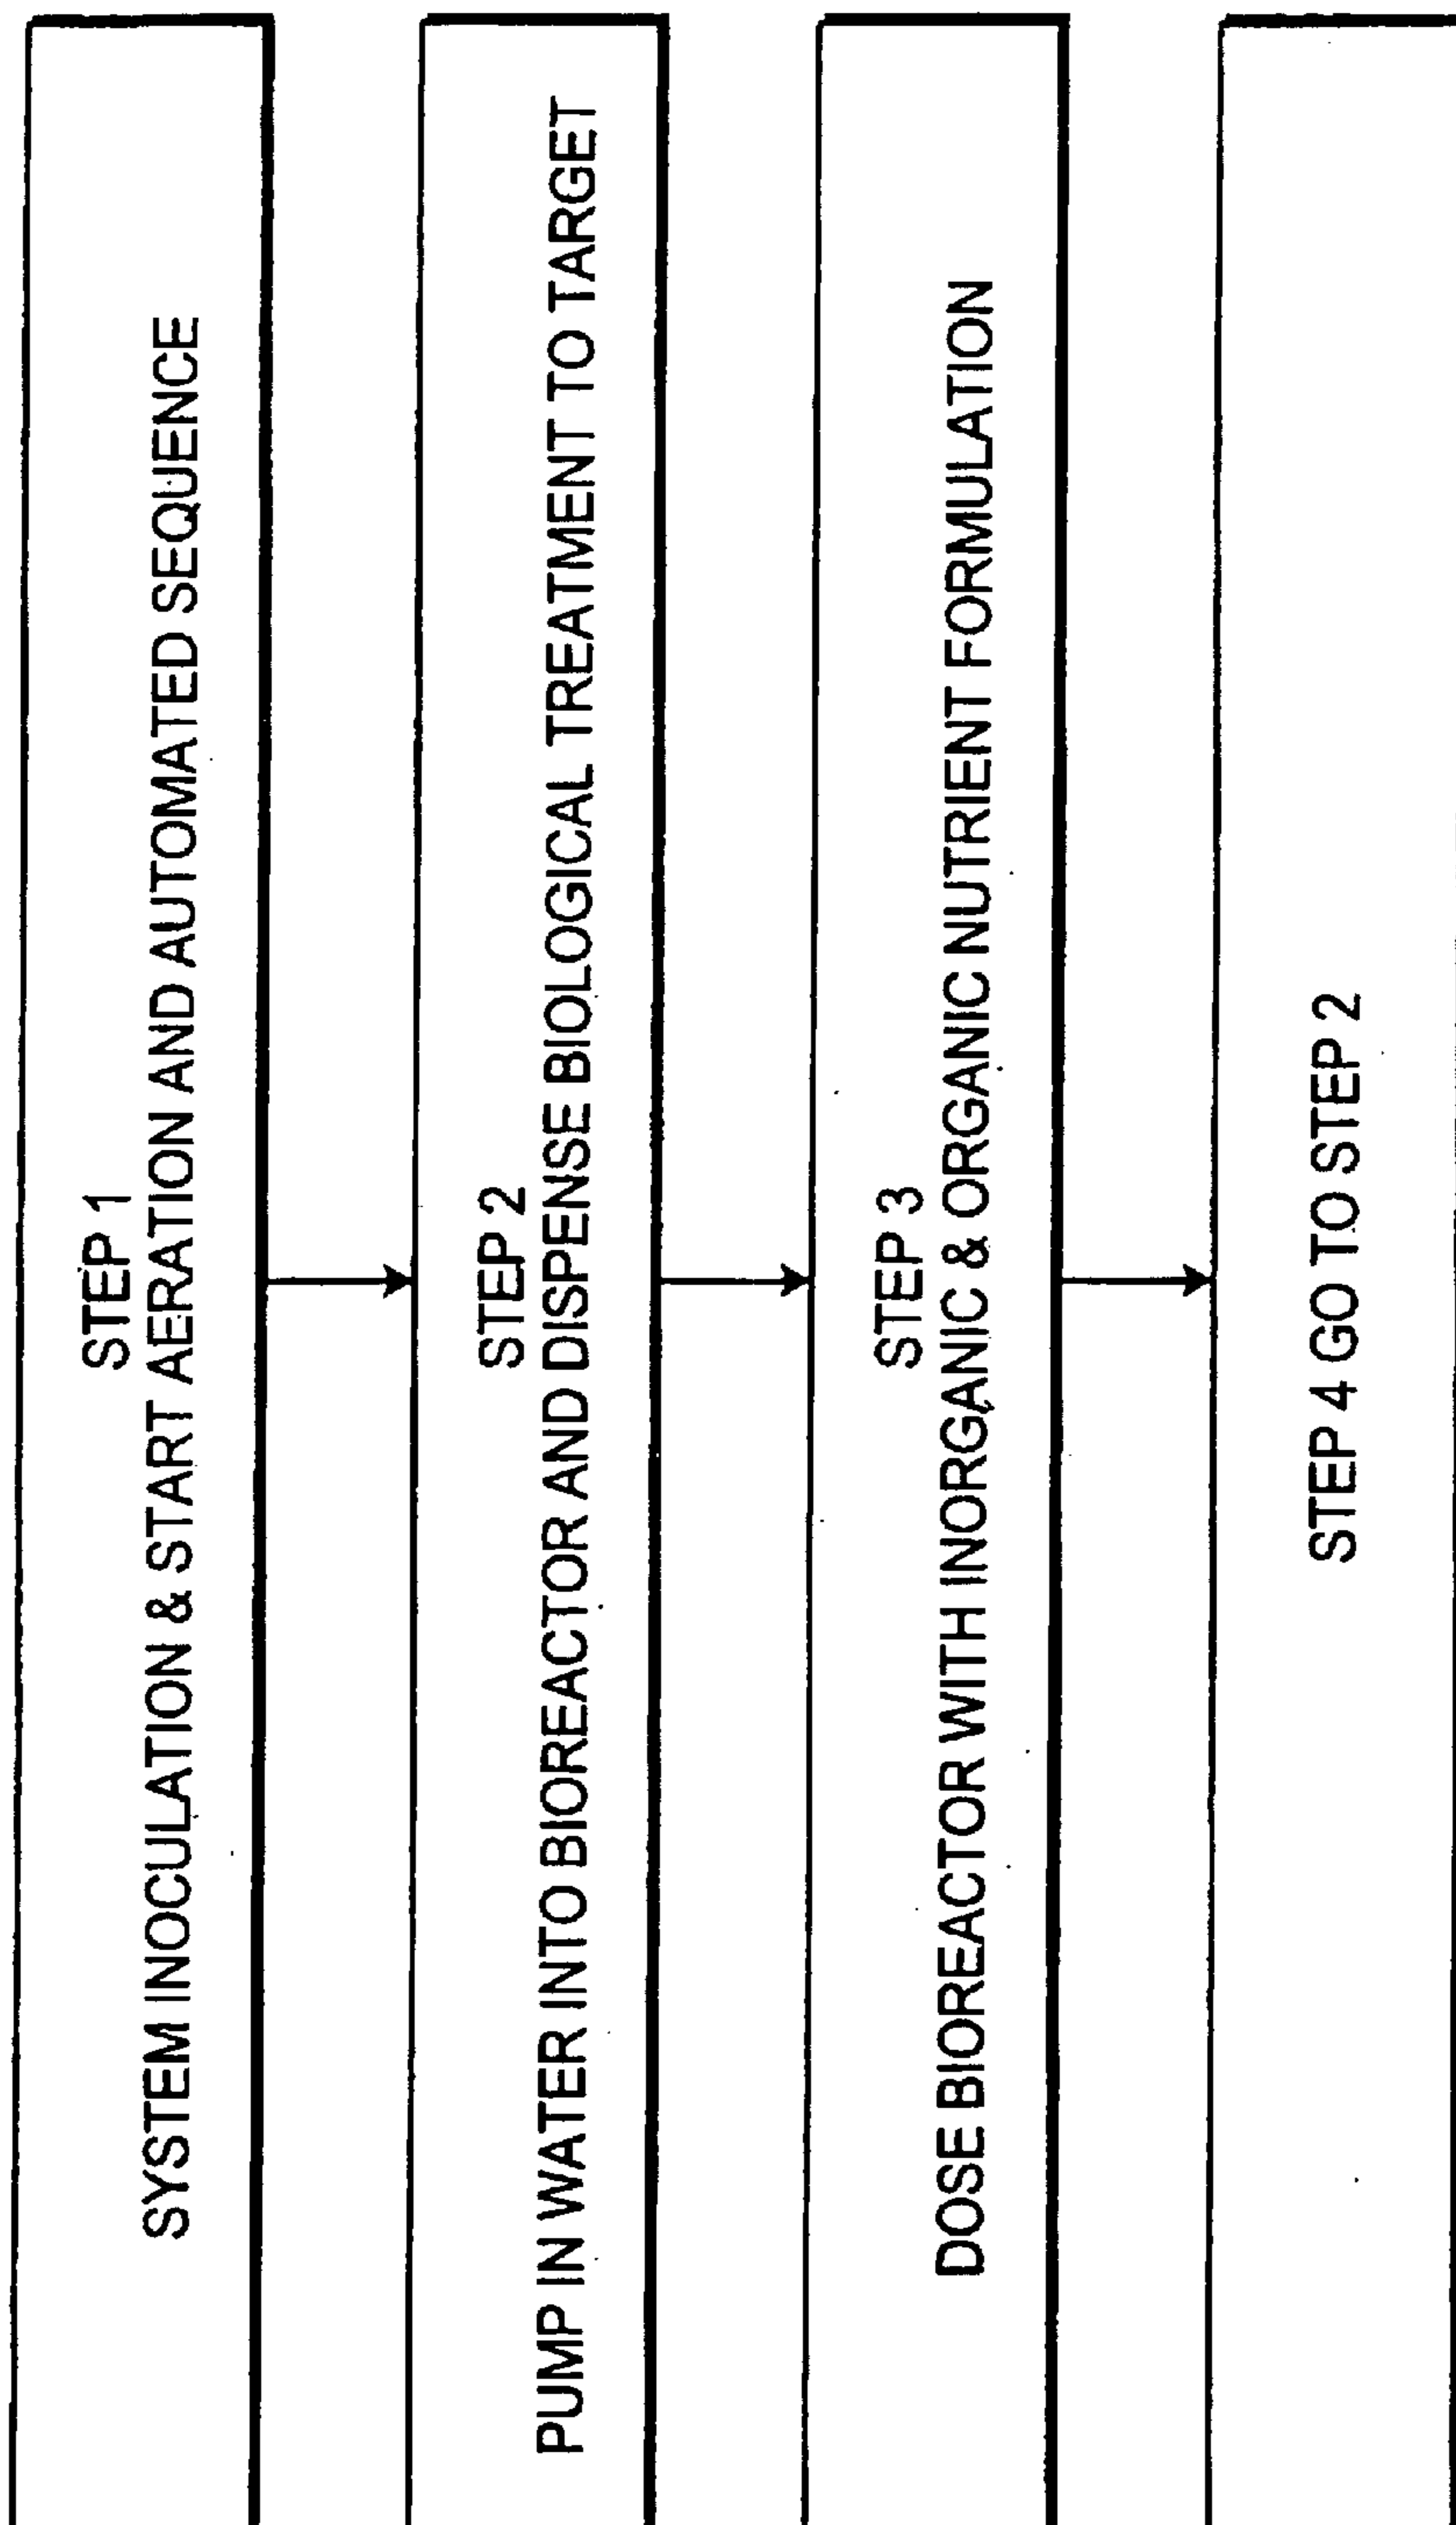 STEP 1
SYSTEM INOCULATION & START AERATION AND AUTOMATED SEQUENCE
STEP 2
PUMP IN WATER INTO BIOREACTOR AND DISPENSE BIOLOGICAL TREATMENT TO TARGET
STEP 3
DOSE BIOREACTOR WITH INORGANIC & ORGANIC NUTRIENT FORMULATION
STEP 4 GO TO STEP 2